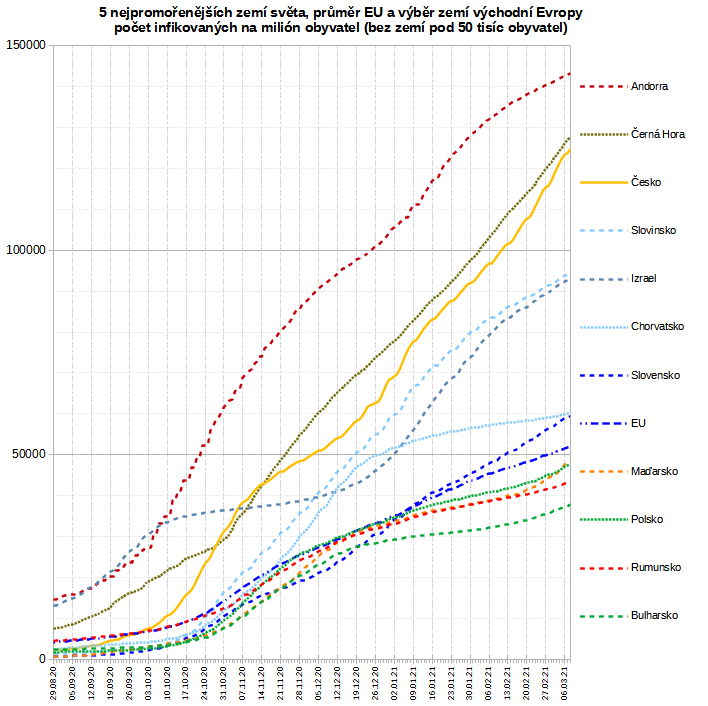 5 nejpromořenějších zemí světa, průměr EU a výběr zemí východní Evropy
počet infikovaných na milión obyvatel (bez zemí pod 50 tisíc obyvatel)
150000
100000
50000
0
Andorra
Černá Hora
Česko
Slovinsko
Izrael
Chorvatsko
Slovensko
EU
Maďarsko
Polsko
Rumunsko
Bulharsko
29.08.20
05.09.20
12.09.20
19.09.20
26.09.20
03.10.20
10.10.20
17.10.20
24.10.20
31.10.20
07.11.20
14.11.20
21.11.20
28.11.20
05.12.20
12.12.20
19.12.20
26.12.20
02.01.21
09.01.21
16.01.21
23.01.21
30.01.21
06.02.21
13.02.21
20.02.21
27.02.21
06.03.21